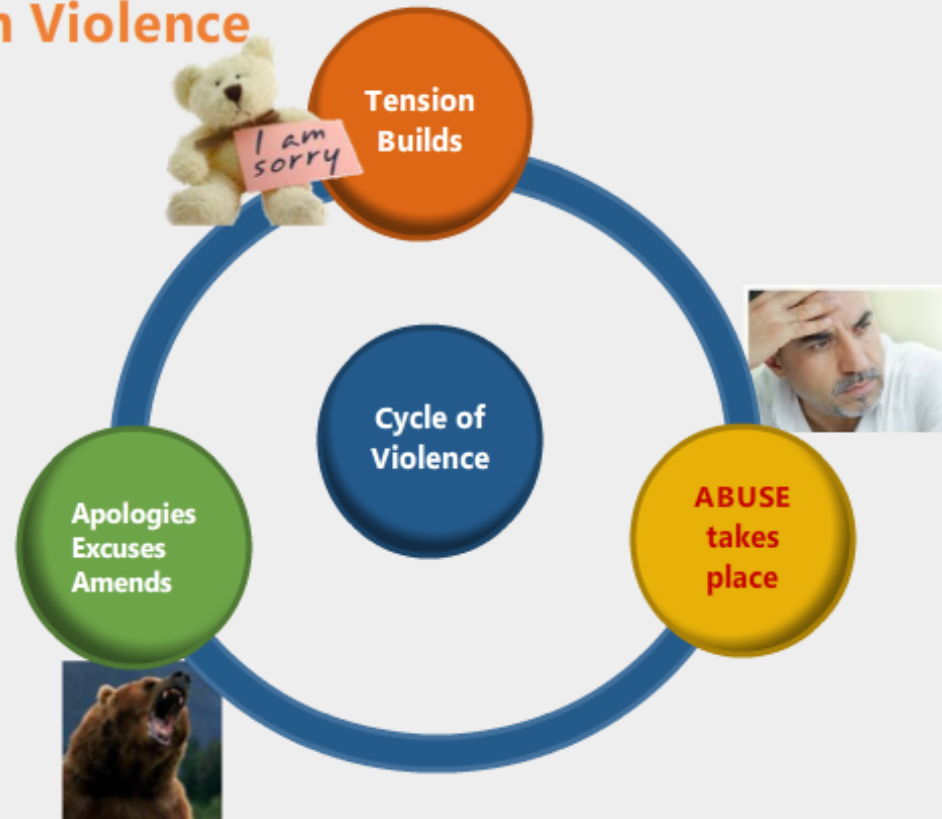 Violence
I am
sorry
Tension
Builds
Cycle of
Violence
ABUSE
takes
place
Apologies
Excuses
Amends